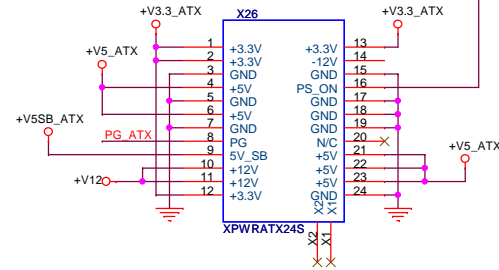 +V3.3_ATX X26 +V3.3_ATX
1 +3.3V +3.3V 13
2 +3.3V -12V 14
+V5_ATX 3 GND GND 15
4 +5V PS_ON 16
5 GND GND 17
6 +5V GND 18
+V5SB_ATX 7 GND GND 19
PG_ATX 8 PG N/C 20
9 5V_SB +5V 21 +V5_ATX
10 +12V +5V 22
+V12 11 +12V +5V 23
12 +3.3V GND 24
X2 X1
XPWRATX24S
X2 X1